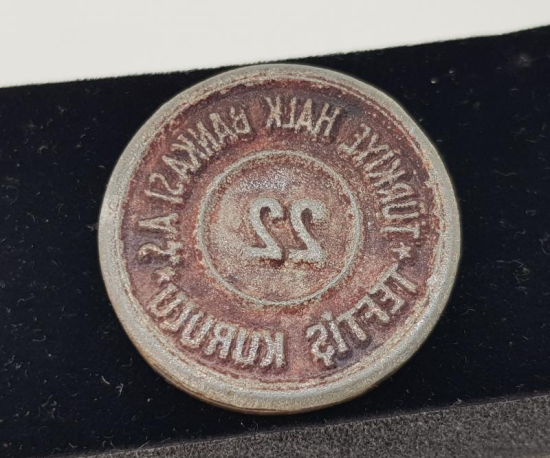 TÜRKİYE HALK BANKASI A.Ş.
22
* TEFTİŞ KURULU *